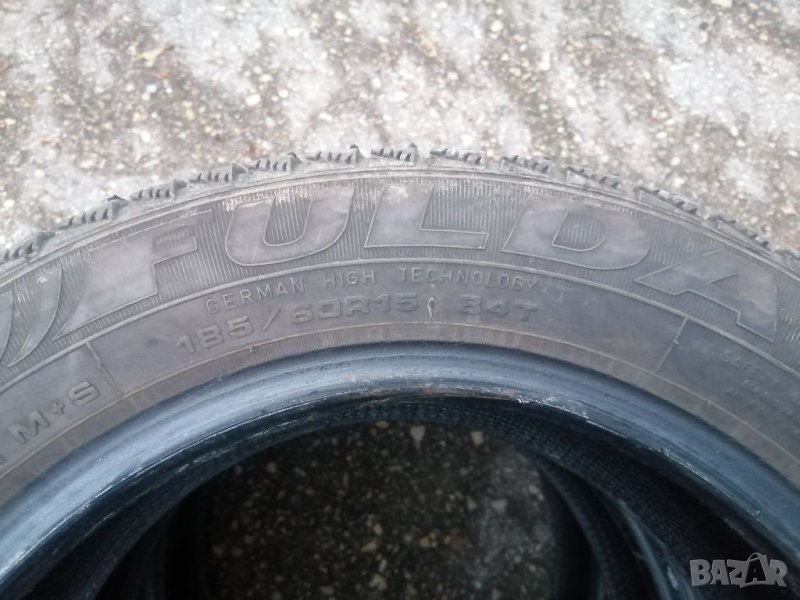 FULDA
GERMAN HIGH TECHNOLOGY
185/60R15 84T
M+S
BAZAR